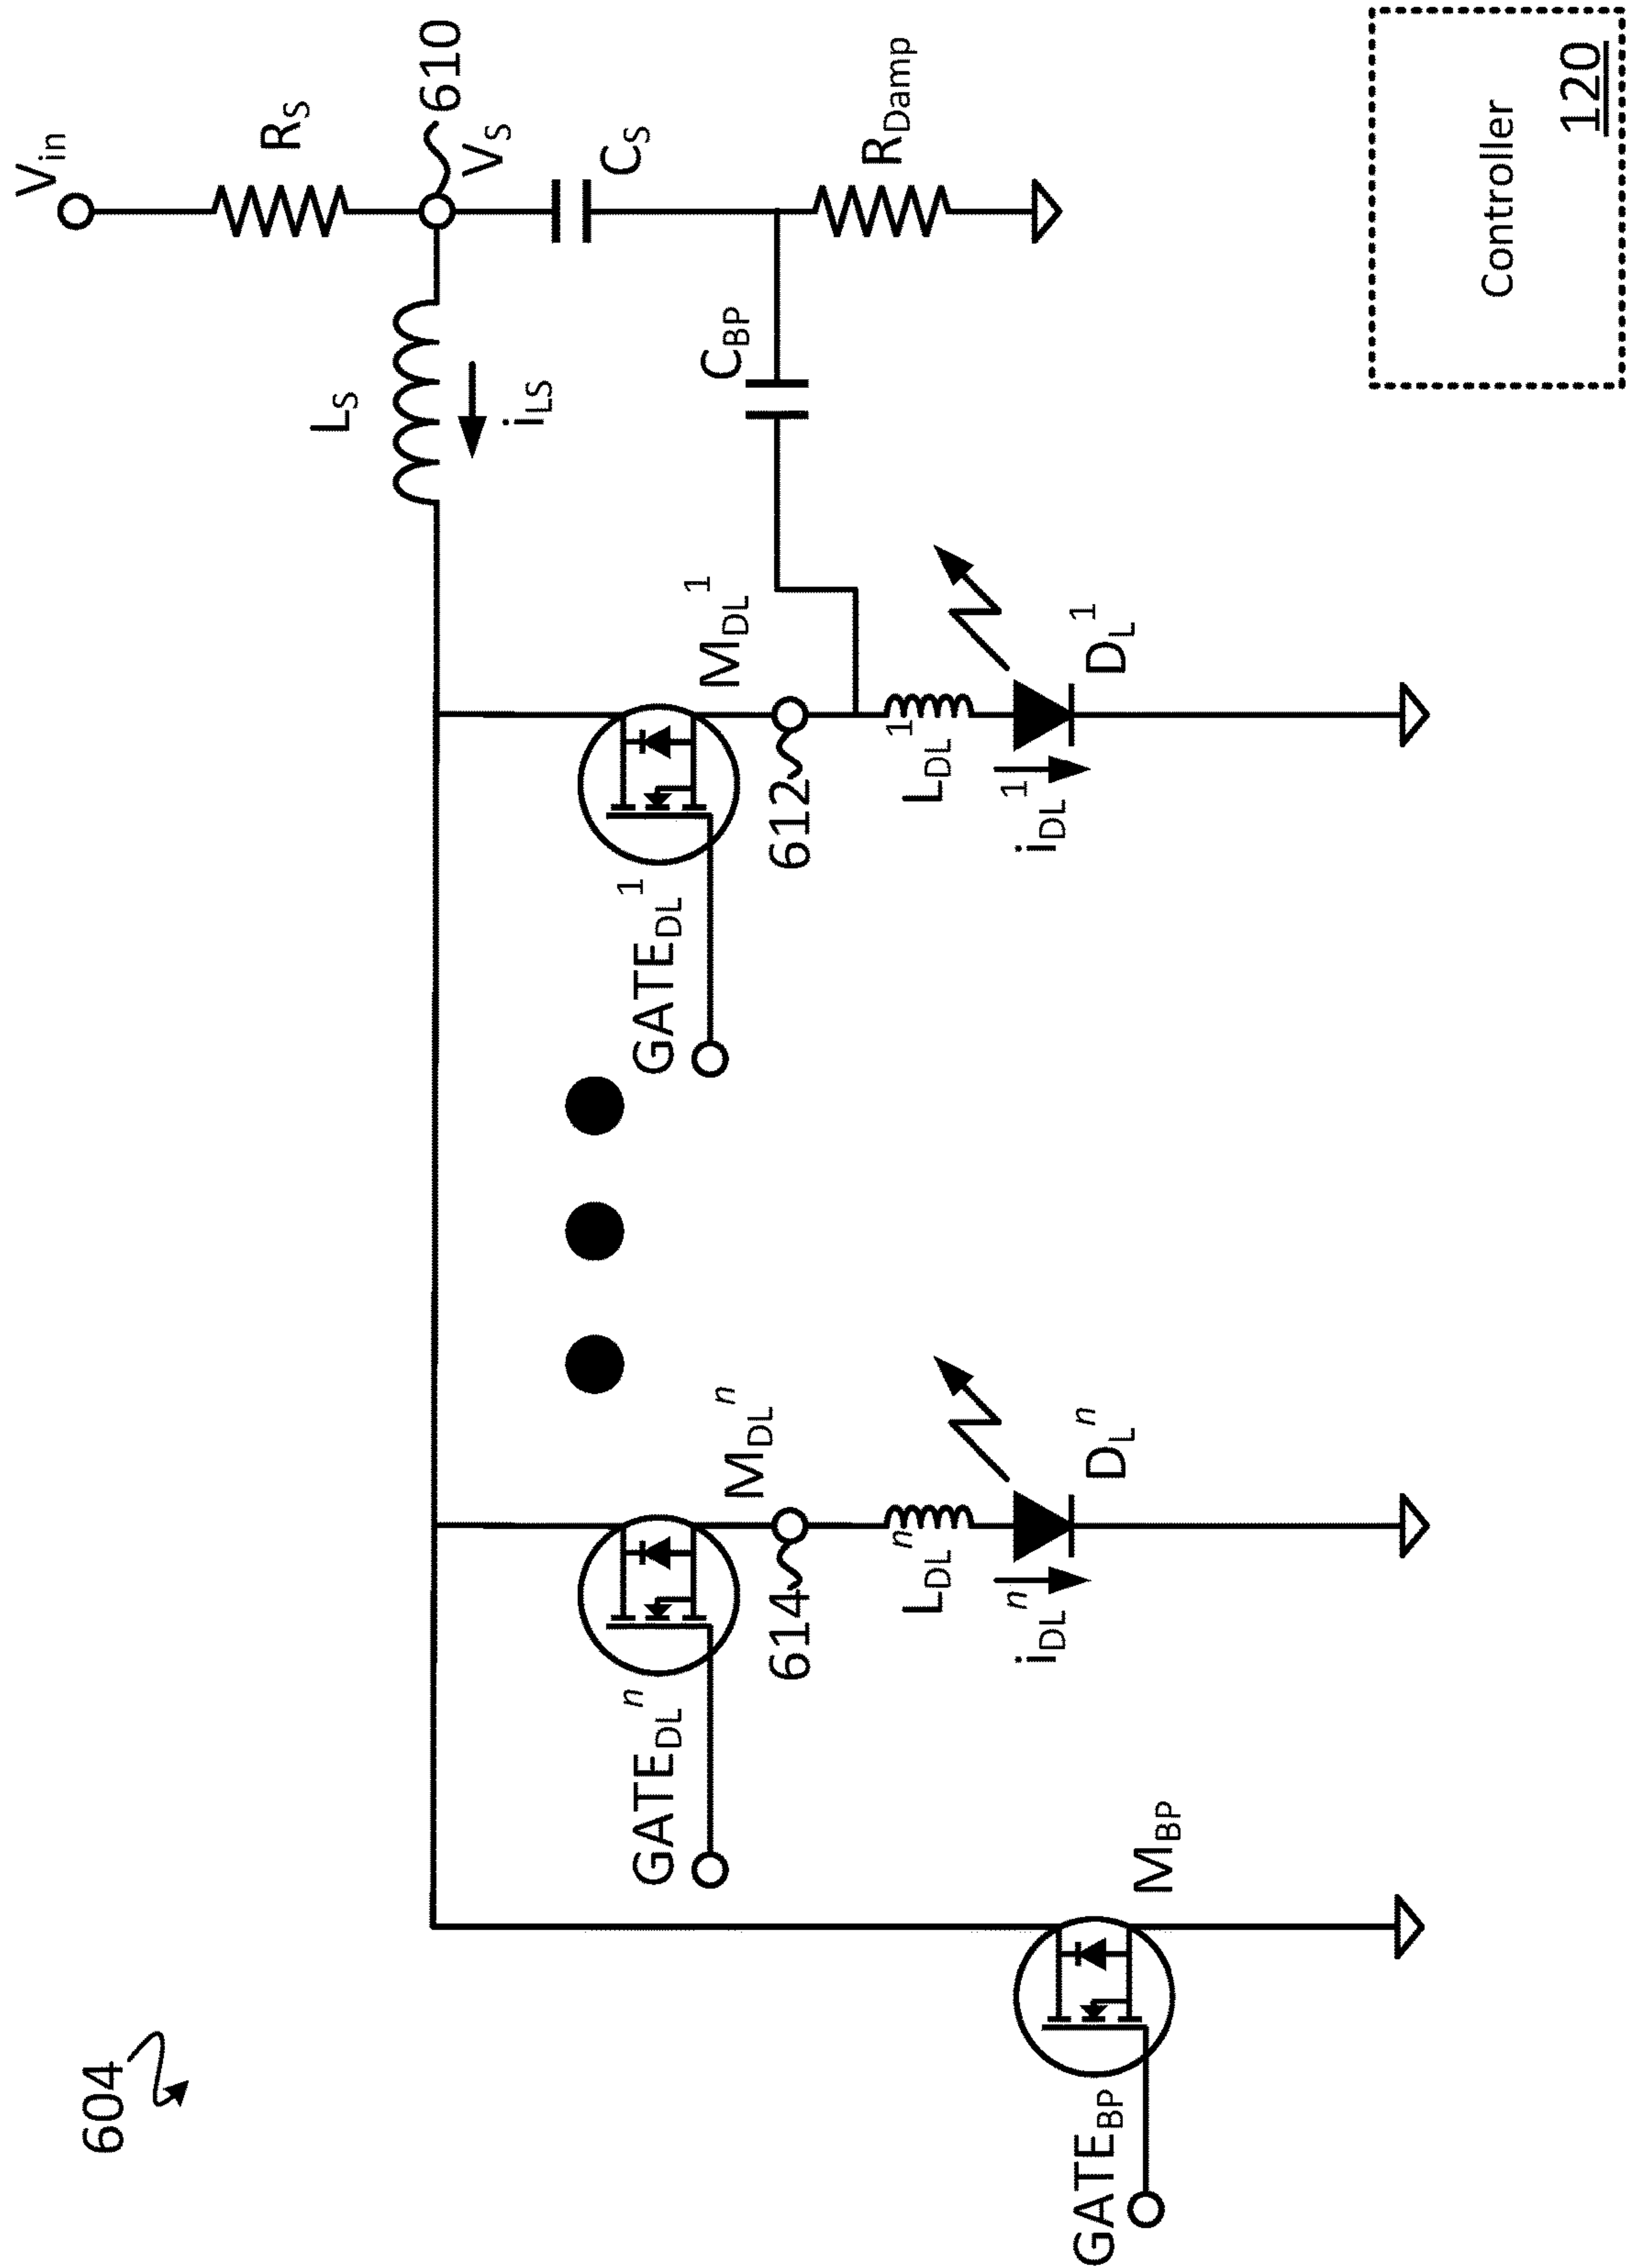 604
V_in
R_S
610
V_S
L_S
i_LS
C_S
C_BP
R_Damp
GATE_DL^1
M_DL^1
612
L_DL^1
i_DL^1
D_L^1
GATE_DL^n
M_DL^n
614
L_DL^n
i_DL^n
D_L^n
GATE_BP
M_BP
Controller
120